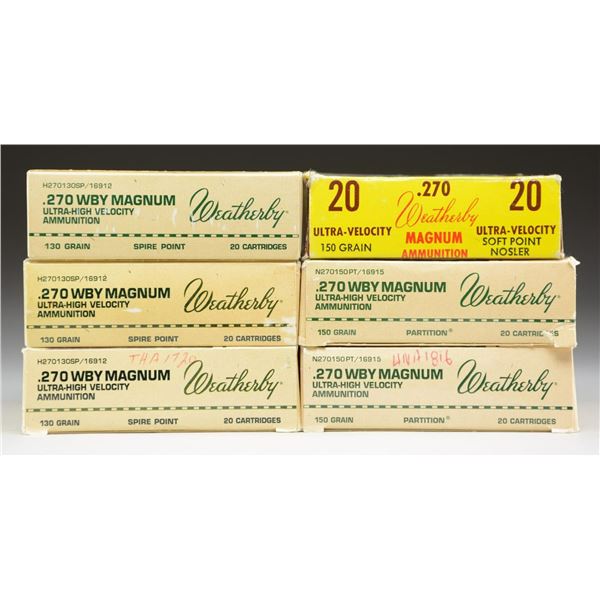 H270130SP/16912
.270 WBY MAGNUM
ULTRA-HIGH VELOCITY
AMMUNITION
Weatherby®
130 GRAIN SPIRE POINT 20 CARTRIDGES
20 .270 20
Weatherby
ULTRA-VELOCITY MAGNUM ULTRA-VELOCITY
150 GRAIN AMMUNITION SOFT POINT
NOSLER
H270130SP/16912
.270 WBY MAGNUM
ULTRA-HIGH VELOCITY
AMMUNITION
Weatherby®
130 GRAIN SPIRE POINT 20 CARTRIDGES
N270150PT/16915
.270 WBY MAGNUM
ULTRA-HIGH VELOCITY
AMMUNITION
Weatherby®
150 GRAIN PARTITION® 20 CARTRIDGES
H270130SP/16912
THA1720
.270 WBY MAGNUM
ULTRA-HIGH VELOCITY
AMMUNITION
Weatherby®
130 GRAIN SPIRE POINT 20 CARTRIDGES
N270150PT/16915
.270 WBY MAGNUM
ULTRA-HIGH VELOCITY
AMMUNITION
Weatherby®
150 GRAIN PARTITION® 20 CARTRIDGES